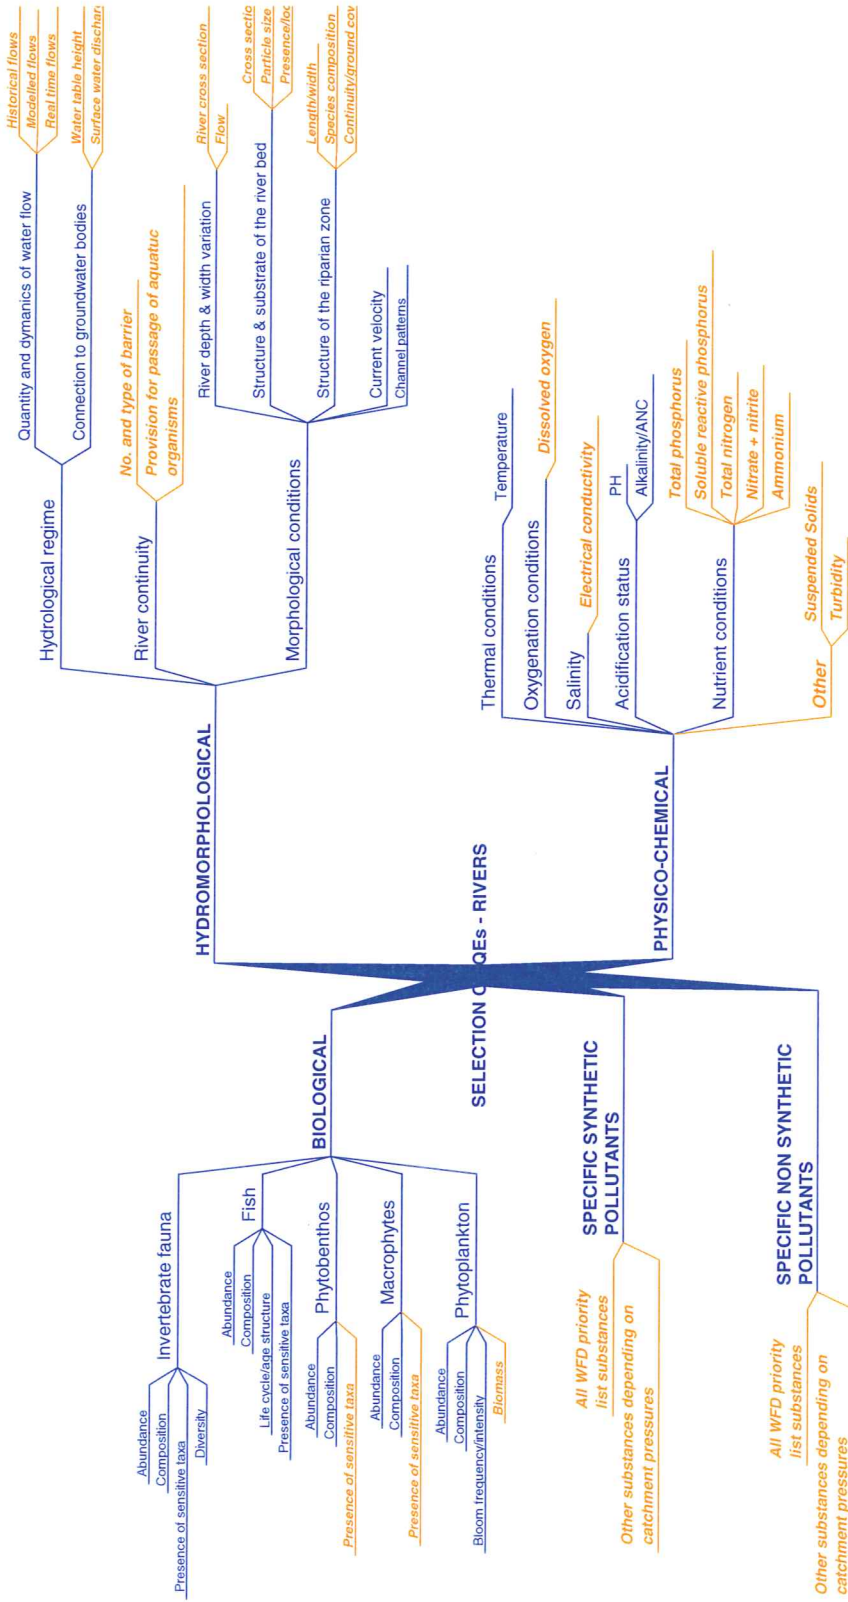 SELECTION OF QEs - RIVERS
BIOLOGICAL
Invertebrate fauna
Abundance
Composition
Presence of sensitive taxa
Diversity
Fish
Abundance
Composition
Life cycle/age structure
Presence of sensitive taxa
Phytobenthos
Abundance
Composition
Presence of sensitive taxa
Macrophytes
Abundance
Composition
Presence of sensitive taxa
Phytoplankton
Abundance
Composition
Bloom frequency/intensity
Biomass
SPECIFIC SYNTHETIC
POLLUTANTS
All WFD priority
list substances
Other substances depending on
catchment pressures
SPECIFIC NON SYNTHETIC
POLLUTANTS
All WFD priority
list substances
Other substances depending on
catchment pressures
HYDROMORPHOLOGICAL
Hydrological regime
Quantity and dymanics of water flow
Historical flows
Modelled flows
Real time flows
Connection to groundwater bodies
Water table height
Surface water
River continuity
No. and type of barrier
Provision for passage of aquatuc
organisms
Morphological conditions
River depth & width variation
River cross section
Flow
Structure & substrate of the river bed
Cross
Particle size
Structure of the riparian zone
Length/width
Species composition
Continuity/ground
Current velocity
Channel patterns
PHYSICO-CHEMICAL
Thermal conditions
Temperature
Oxygenation conditions
Dissolved oxygen
Salinity
Electrical conductivity
Acidification status
PH
Alkalinity/ANC
Nutrient conditions
Total phosphorus
Soluble reactive phosphorus
Total nitrogen
Nitrate + nitrite
Ammonium
Other
Suspended Solids
Turbidity